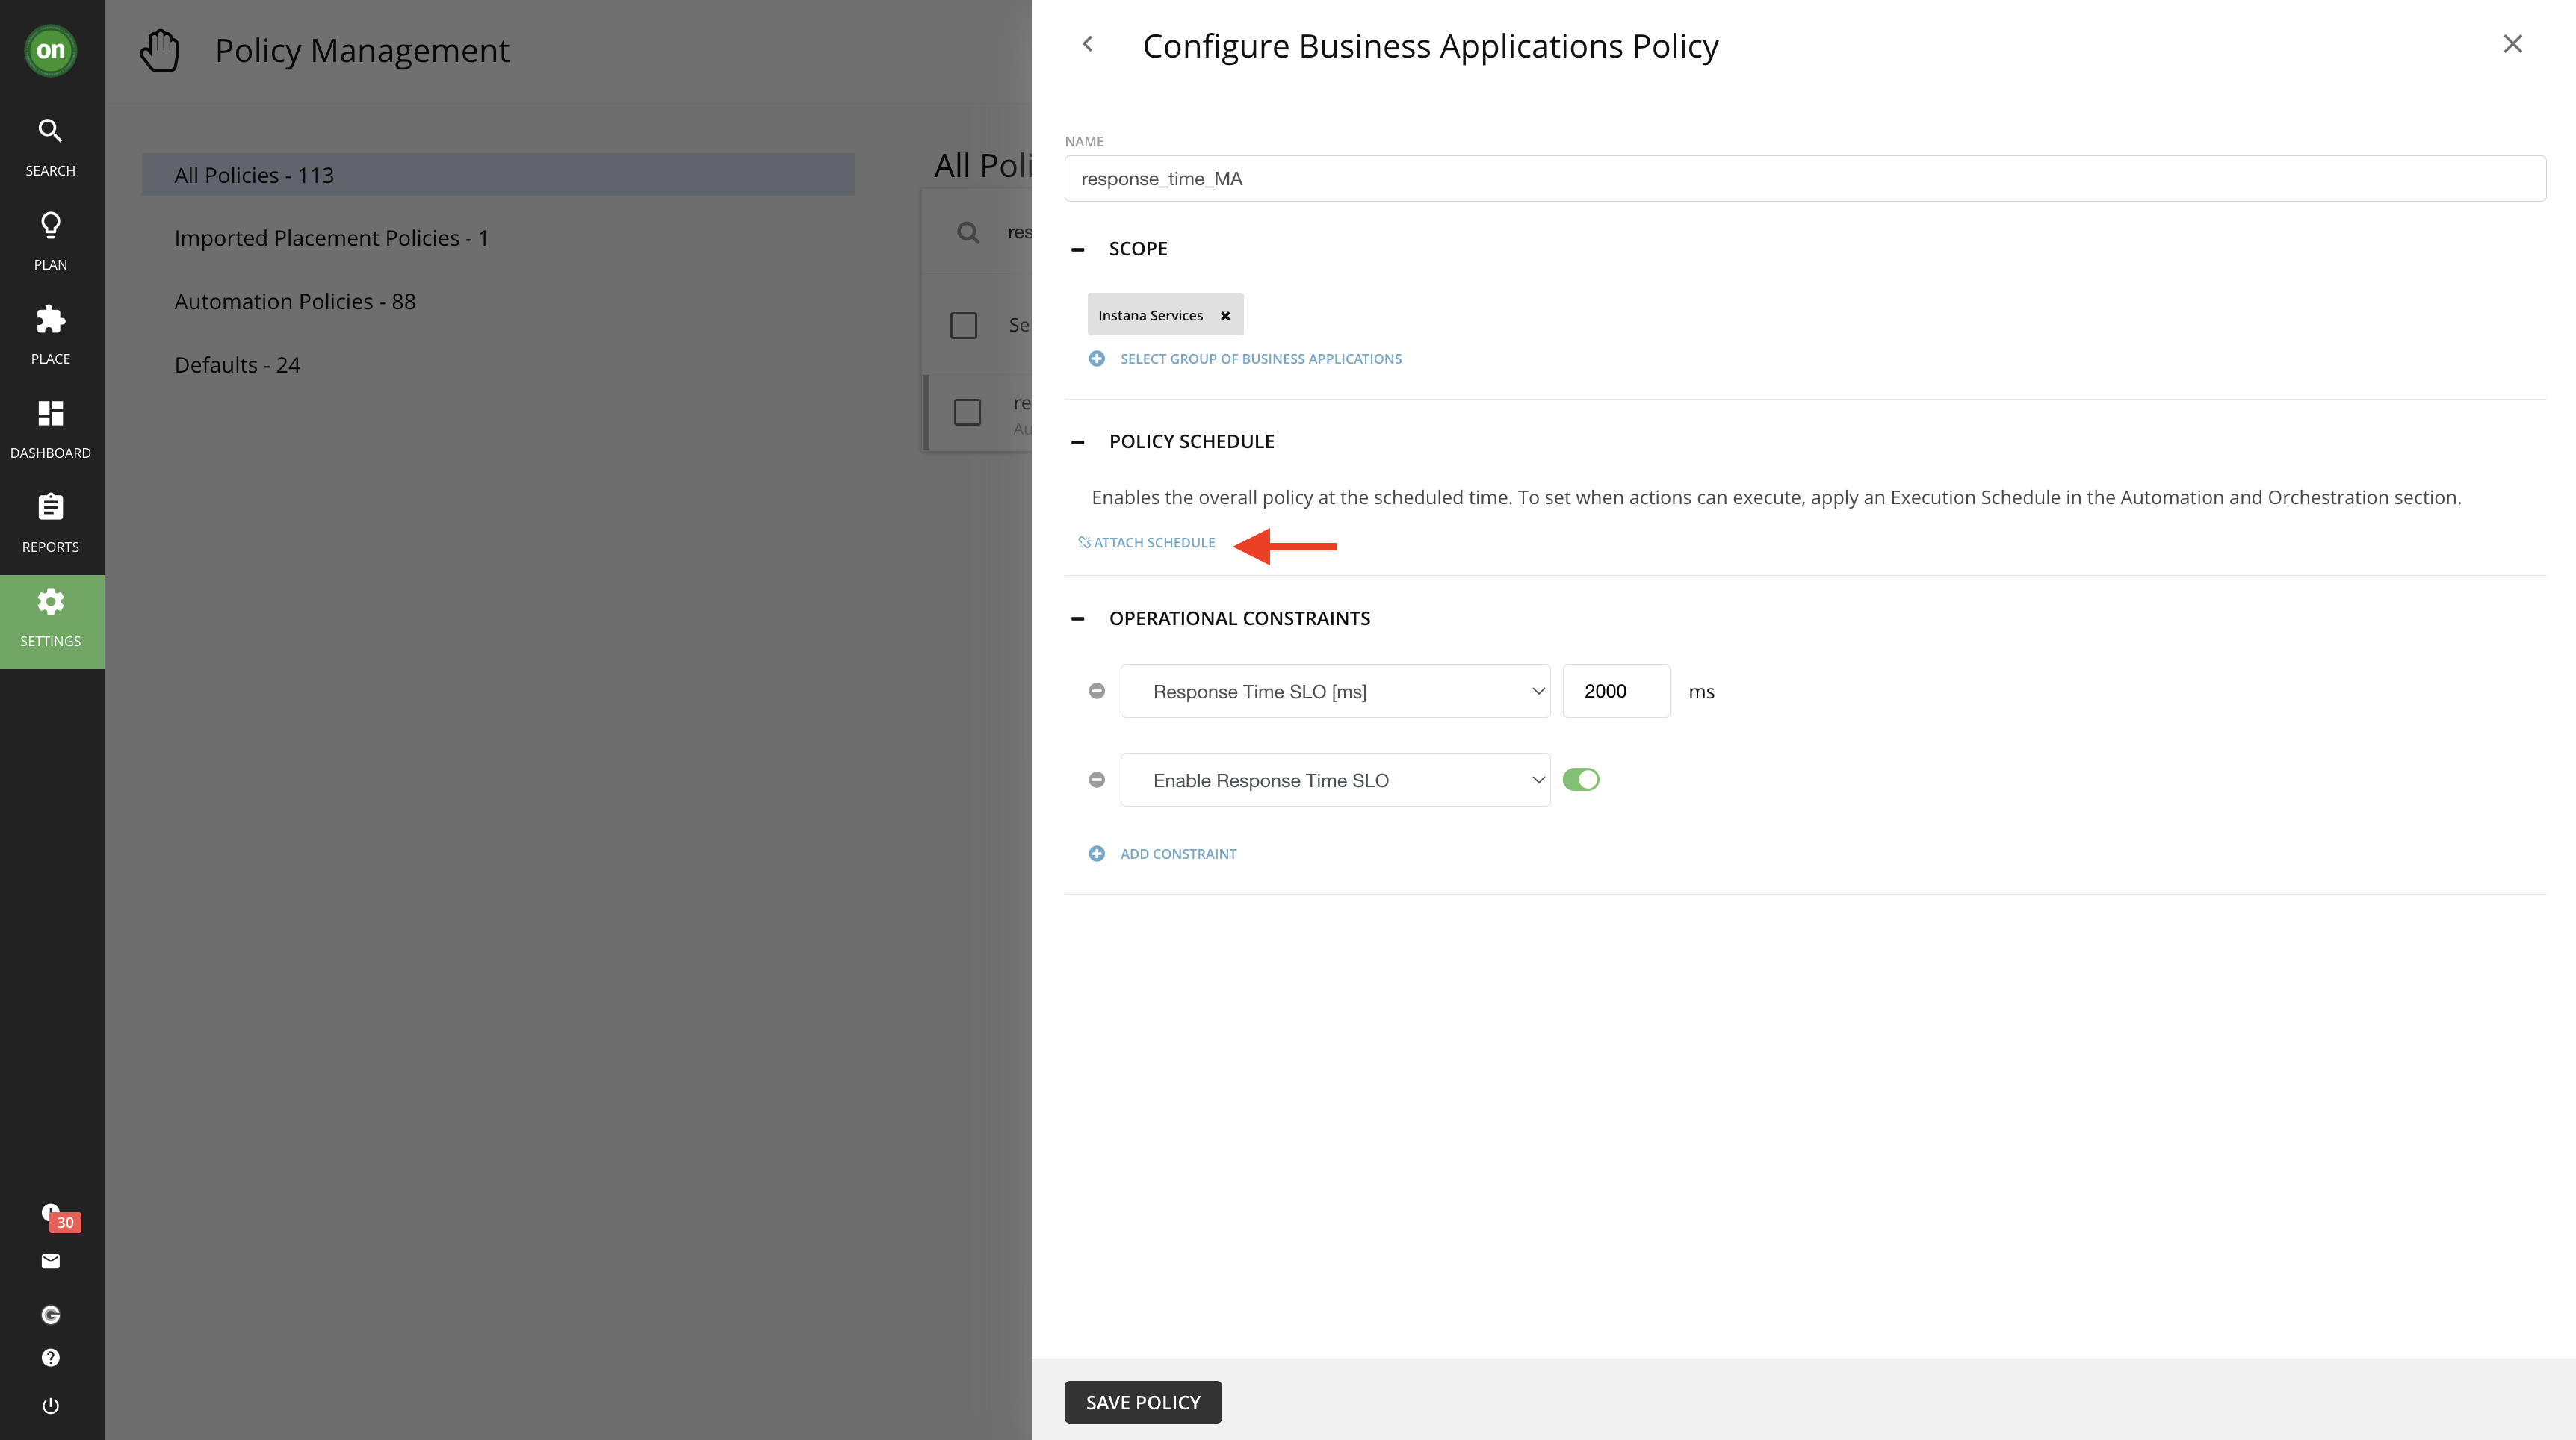 on
SEARCH
PLAN
PLACE
DASHBOARD
REPORTS
SETTINGS
30
Policy Management
All Policies - 113
Imported Placement Policies - 1
Automation Policies - 88
Defaults - 24
All Poli
res
Sel
re
Au
Configure Business Applications Policy
NAME
response_time_MA
SCOPE
Instana Services
SELECT GROUP OF BUSINESS APPLICATIONS
POLICY SCHEDULE
Enables the overall policy at the scheduled time. To set when actions can execute, apply an Execution Schedule in the Automation and Orchestration section.
ATTACH SCHEDULE
OPERATIONAL CONSTRAINTS
Response Time SLO [ms]
2000
ms
Enable Response Time SLO
ADD CONSTRAINT
SAVE POLICY